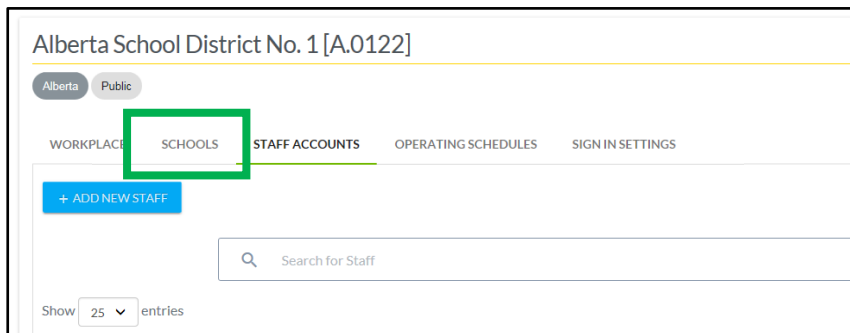 Alberta School District No. 1 [A.0122]
Alberta Public
WORKPLACE SCHOOLS STAFF ACCOUNTS OPERATING SCHEDULES SIGN IN SETTINGS
+ ADD NEW STAFF
Search for Staff
Show 25 entries